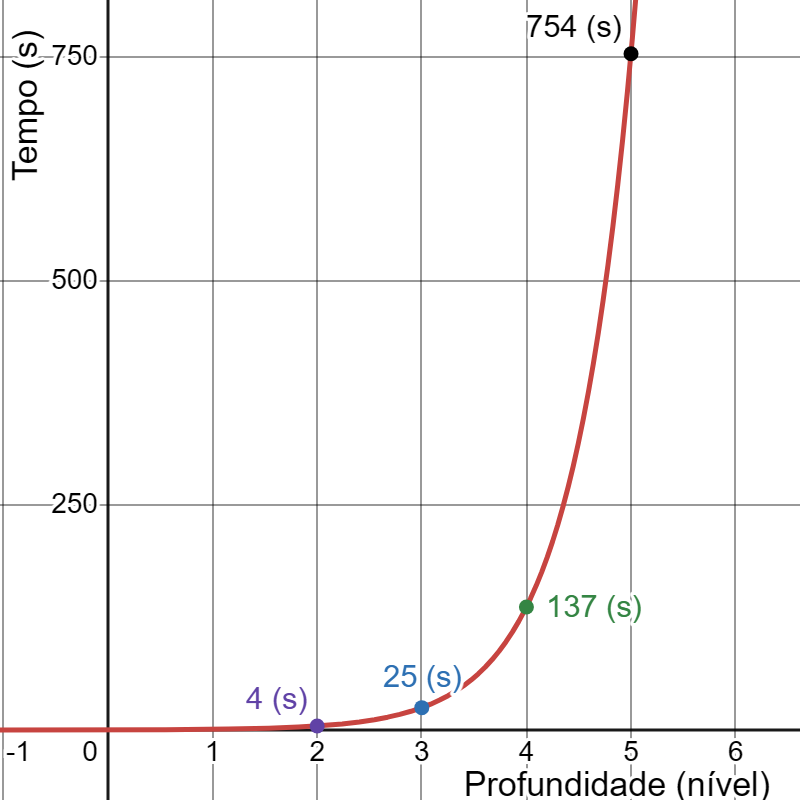 Tempo (s)
754 (s)
750
500
250
137 (s)
25 (s)
4 (s)
-1
0
1
2
3
4
5
6
Profundidade (nível)